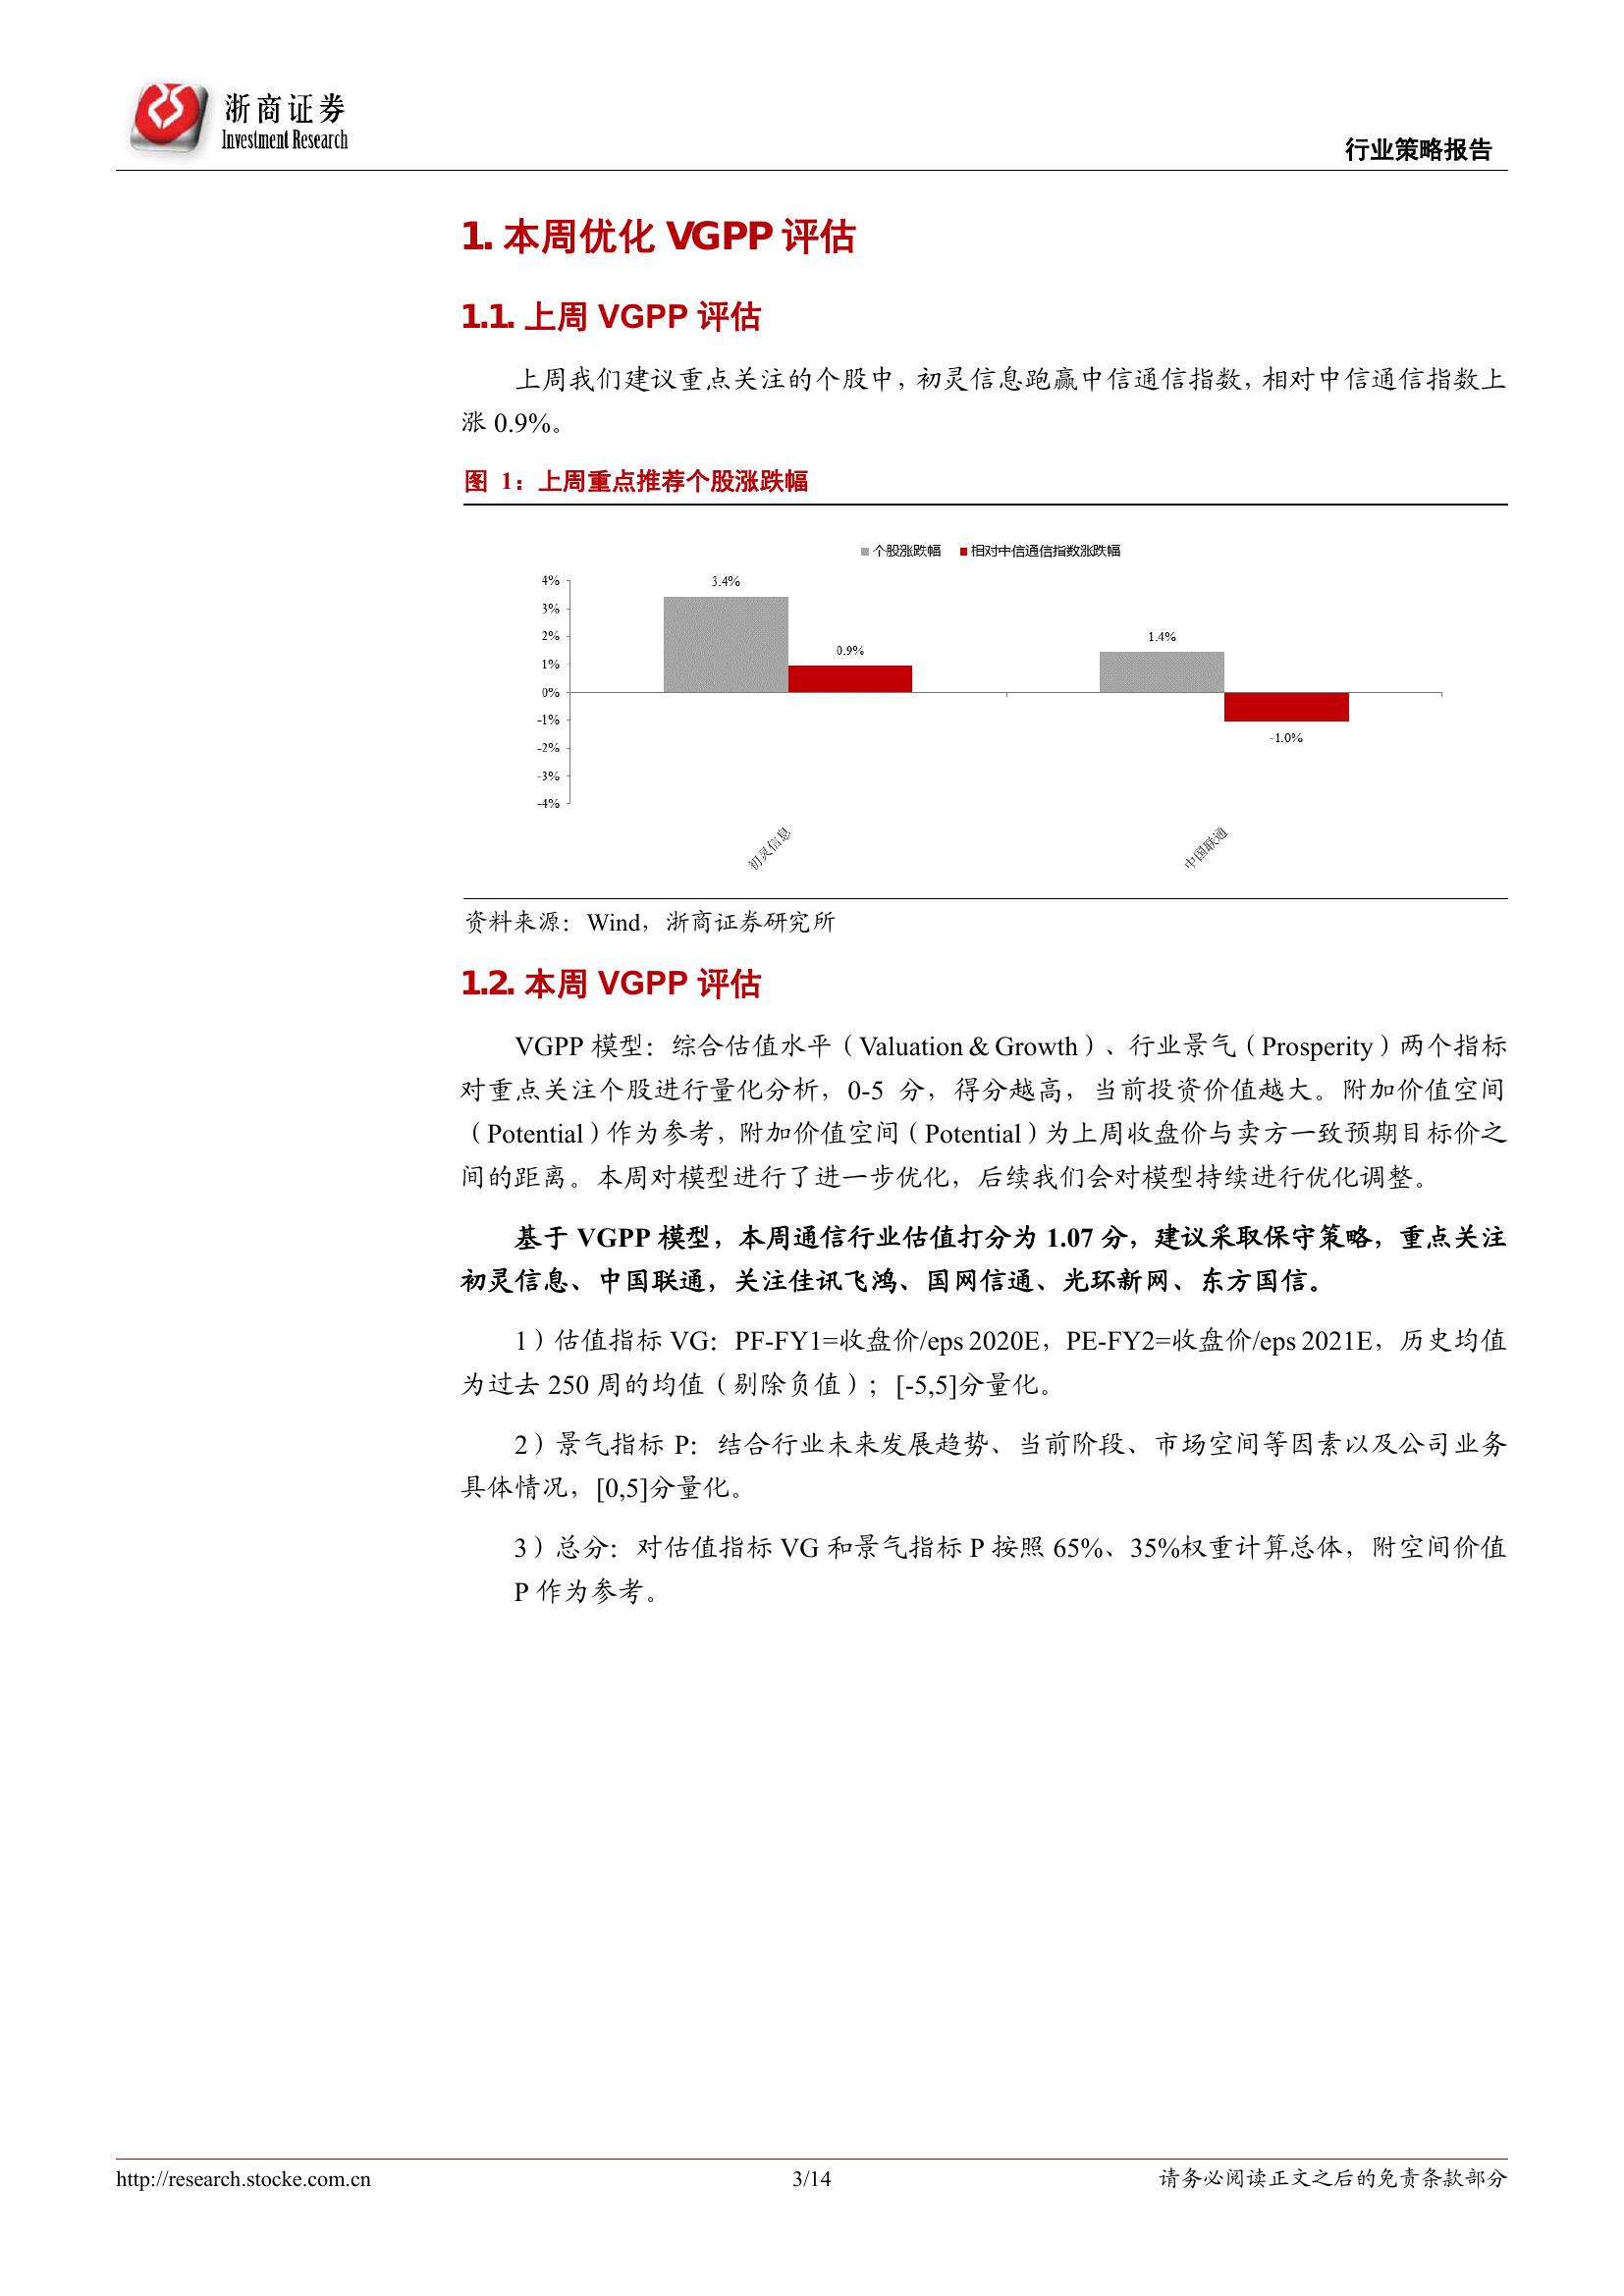 浙商证券
Investment Research
行业策略报告
1. 本周优化 VGPP 评估
1.1. 上周 VGPP 评估
上周我们建议重点关注的个股中，初灵信息跑赢中信通信指数，相对中信通信指数上
涨 0.9%。
图 1：上周重点推荐个股涨跌幅
个股涨跌幅 相对中信通信指数涨跌幅
4%
3%
2%
1%
0%
-1%
-2%
-3%
-4%
3.4%
0.9%
1.4%
-1.0%
初灵信息
中国联通
资料来源：Wind，浙商证券研究所
1.2. 本周 VGPP 评估
VGPP 模型：综合估值水平（Valuation & Growth）、行业景气（Prosperity）两个指标
对重点关注个股进行量化分析，0-5 分，得分越高，当前投资价值越大。附加价值空间
（Potential）作为参考，附加价值空间（Potential）为上周收盘价与卖方一致预期目标价之
间的距离。本周对模型进行了进一步优化，后续我们会对模型持续进行优化调整。
基于 VGPP 模型，本周通信行业估值打分为 1.07 分，建议采取保守策略，重点关注
初灵信息、中国联通，关注佳讯飞鸿、国网信通、光环新网、东方国信。
1）估值指标 VG：PF-FY1=收盘价/eps 2020E，PE-FY2=收盘价/eps 2021E，历史均值
为过去 250 周的均值（剔除负值）；[-5,5]分量化。
2）景气指标 P：结合行业未来发展趋势、当前阶段、市场空间等因素以及公司业务
具体情况，[0,5]分量化。
3）总分：对估值指标 VG 和景气指标 P 按照 65%、35%权重计算总体，附空间价值
P 作为参考。
http://research.stocke.com.cn
3/14
请务必阅读正文之后的免责条款部分